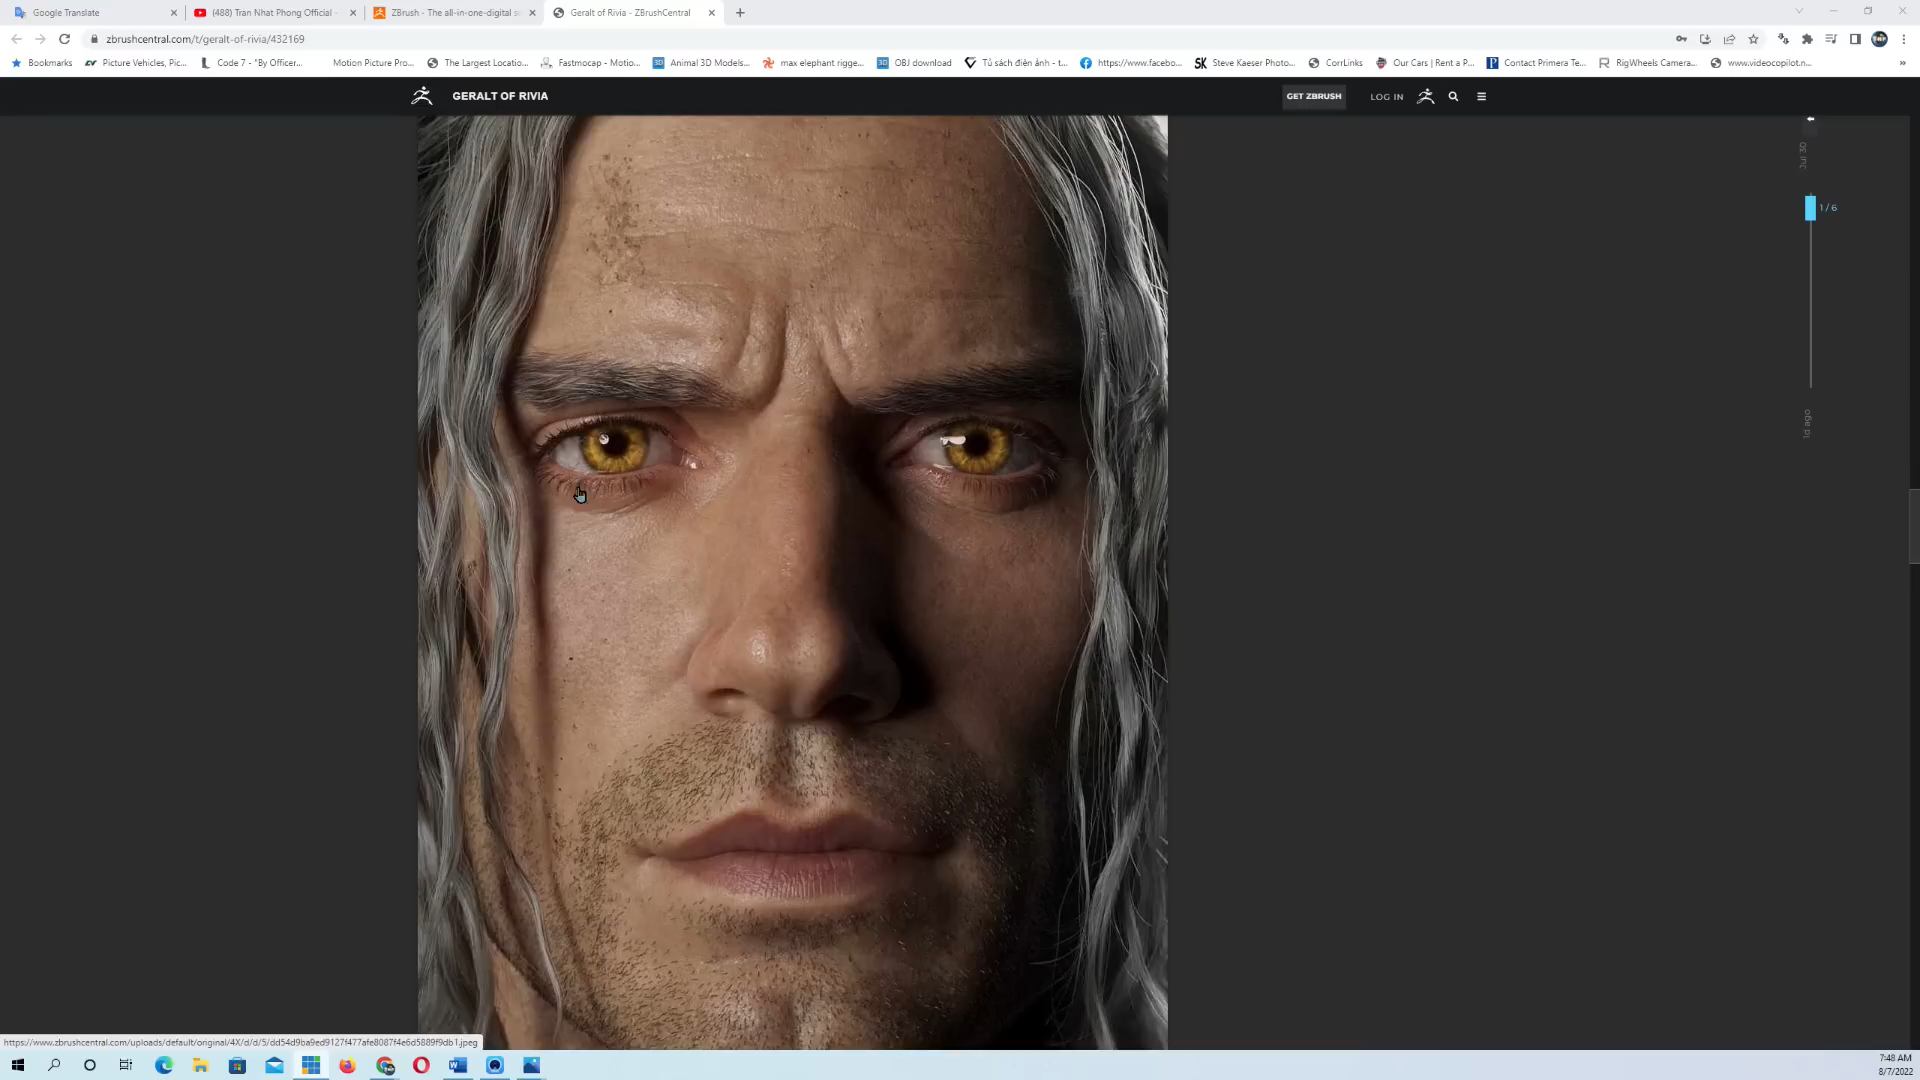 Google Translate
(488) Tran Nhat Phong Official -
ZBrush - The all-in-one-digital s
Geralt of Rivia - ZBrushCentral
zbrushcentral.com/t/geralt-of-rivia/432169
Bookmarks
Picture Vehicles, Pic...
Code 7 - "By Officer...
Motion Picture Pro...
The Largest Locatio...
Fastmocap - Motio...
Animal 3D Models...
max elephant rigge...
OBJ download
Tủ sách điện ảnh - t...
https://www.facebo...
Steve Kaeser Photo...
CorrLinks
Our Cars | Rent a P...
Contact Primera Te...
RigWheels Camera...
www.videocopilot.n...
»
GERALT OF RIVIA
GET ZBRUSH
LOG IN
Jul 30
1 / 6
1d ago
https://www.zbrushcentral.com/uploads/default/original/4X/d/d/5/dd54d9ba9ed9127f477afe8087f4e6d5889f9db1.jpeg
7:48 AM
8/7/2022